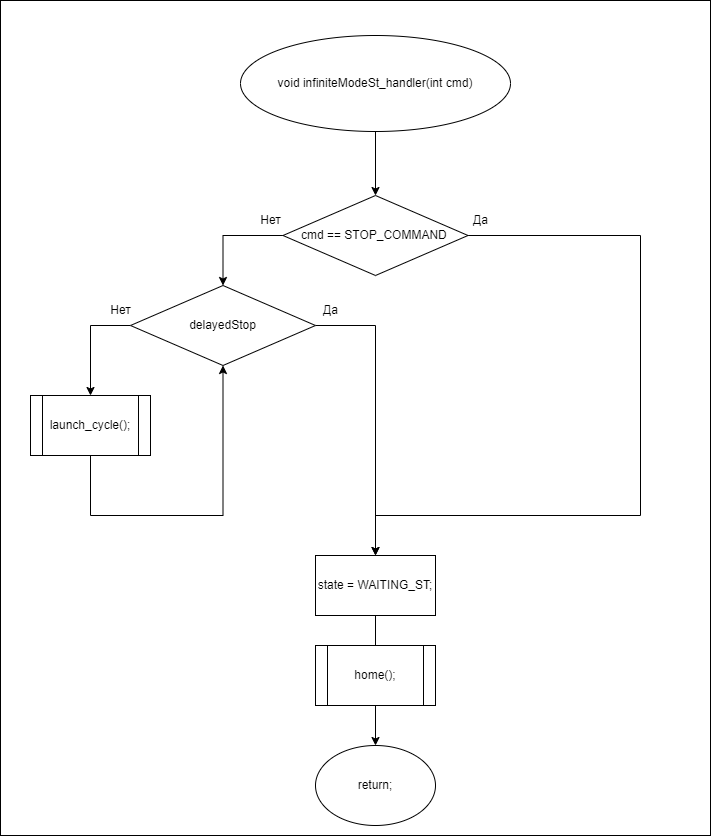 void infiniteModeSt_handler(int cmd)
Нет
Да
cmd == STOP_COMMAND
Нет
Да
delayedStop
launch_cycle();
state = WAITING_ST;
home();
return;